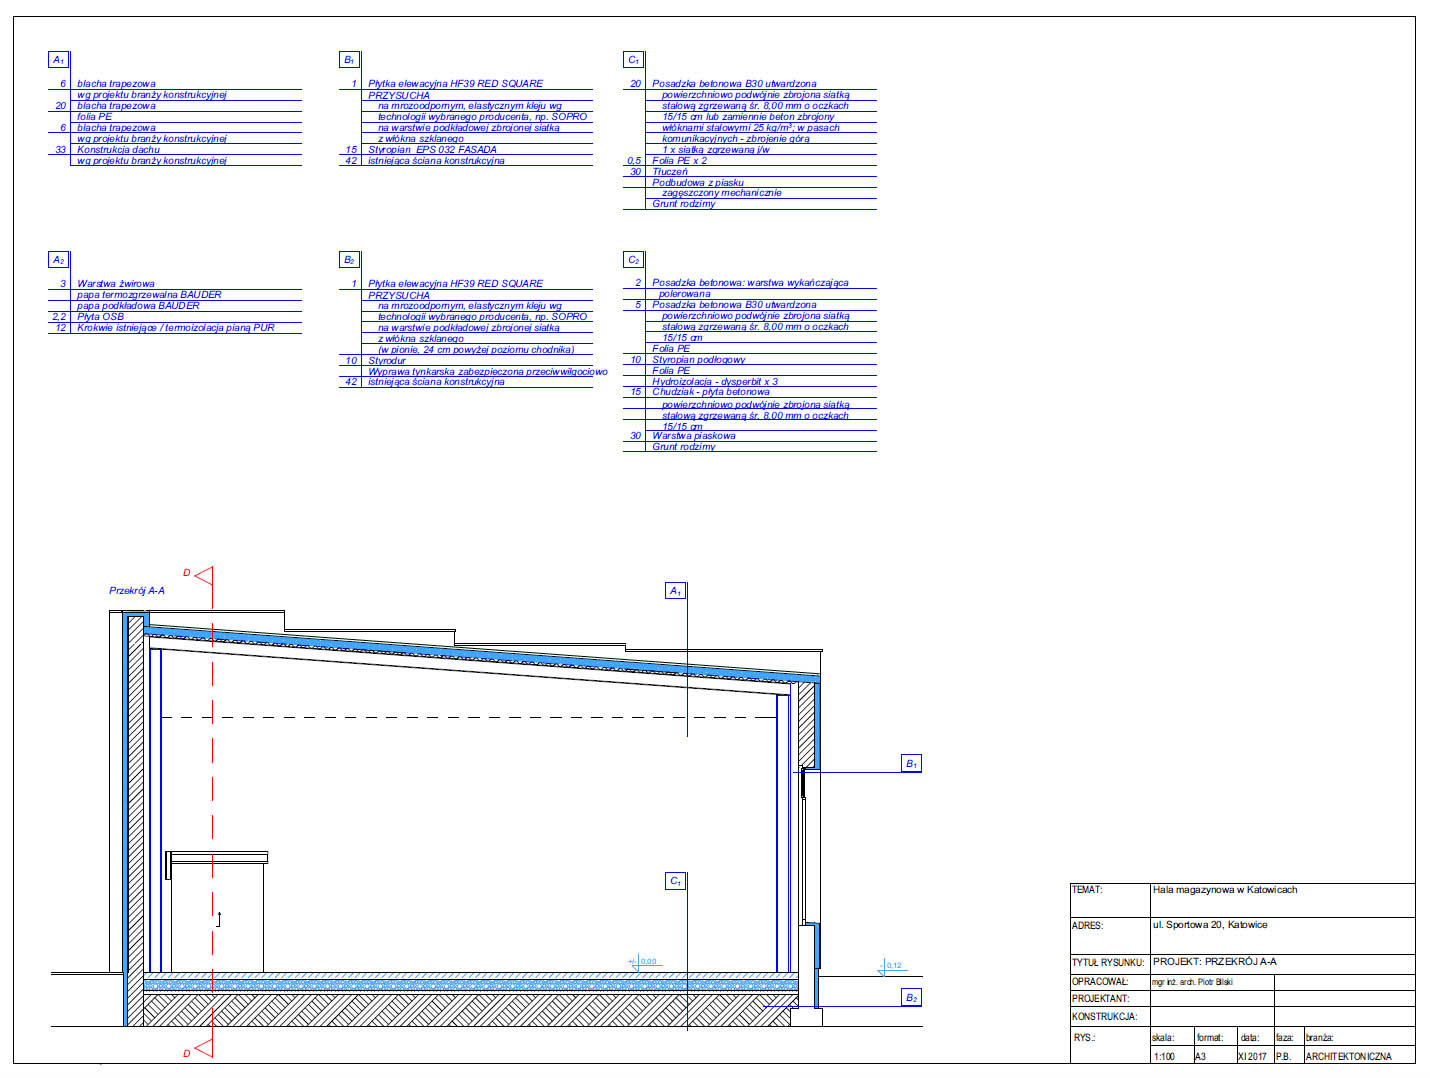 A1
6 blacha trapezowa
wg projektu branży konstrukcyjnej
20 blacha trapezowa
folia PE
6 blacha trapezowa
wg projektu branży konstrukcyjnej
33 Konstrukcja dachu
wg projektu branży konstrukcyjnej
B1
1 Płytka elewacyjna HF39 RED SQUARE
PRZYSUCHA
na mrozoodpornym, elastycznym kleju wg
technologii wybranego producenta, np. SOPRO
na warstwie podkładowej zbrojonej siatką
z włókna szklanego
15 Styropian EPS 032 FASADA
42 istniejąca ściana konstrukcyjna
C1
20 Posadzka betonowa B30 utwardzona
powierzchniowo podwójnie zbrojona siatką
stalową zgrzewaną śr. 8,00 mm o oczkach
15/15 cm lub zamiennie beton zbrojony
włóknami stalowymi 25 kg/m³; w pasach
komunikacyjnych - zbrojenie górą
1 x siatką zgrzewaną j/w
0,5 Folia PE x 2
30 Tłuczeń
Podbudowa z piasku
zagęszczony mechanicznie
Grunt rodzimy
A2
3 Warstwa żwirowa
papa termozgrzewalna BAUDER
papa podkładowa BAUDER
2,2 Płyta OSB
12 Krokwie istniejące / termoizolacja pianą PUR
B2
1 Płytka elewacyjna HF39 RED SQUARE
PRZYSUCHA
na mrozoodpornym, elastycznym kleju wg
technologii wybranego producenta, np. SOPRO
na warstwie podkładowej zbrojonej siatką
z włókna szklanego
(w pionie, 24 cm powyżej poziomu chodnika)
10 Styrodur
Wyprawa tynkarska zabezpieczona przeciwwilgociowo
42 istniejąca ściana konstrukcyjna
C2
2 Posadzka betonowa: warstwa wykańczająca
polerowana
5 Posadzka betonowa B30 utwardzona
powierzchniowo podwójnie zbrojona siatką
stalową zgrzewaną śr. 8,00 mm o oczkach
15/15 cm
Folia PE
10 Styropian podłogowy
Folia PE
Hydroizolacja - dysperbit x 3
15 Chudziak - płyta betonowa
powierzchniowo podwójnie zbrojona siatką
stalową zgrzewaną śr. 8,00 mm o oczkach
15/15 cm
30 Warstwa piaskowa
Grunt rodzimy
D
Przekrój A-A
A1
B1
C1
+/- 0,00
- 0,12
B2
D
TEMAT: Hala magazynowa w Katowicach
ADRES: ul. Sportowa 20, Katowice
TYTUŁ RYSUNKU: PROJEKT: PRZEKRÓJ A-A
OPRACOWAŁ: mgr inż. arch. Piotr Bilski
PROJEKTANT:
KONSTRUKCJA:
RYS.: skala: format: data: faza: branża:
1:100 A3 XI 2017 P.B. ARCHITEKTONICZNA